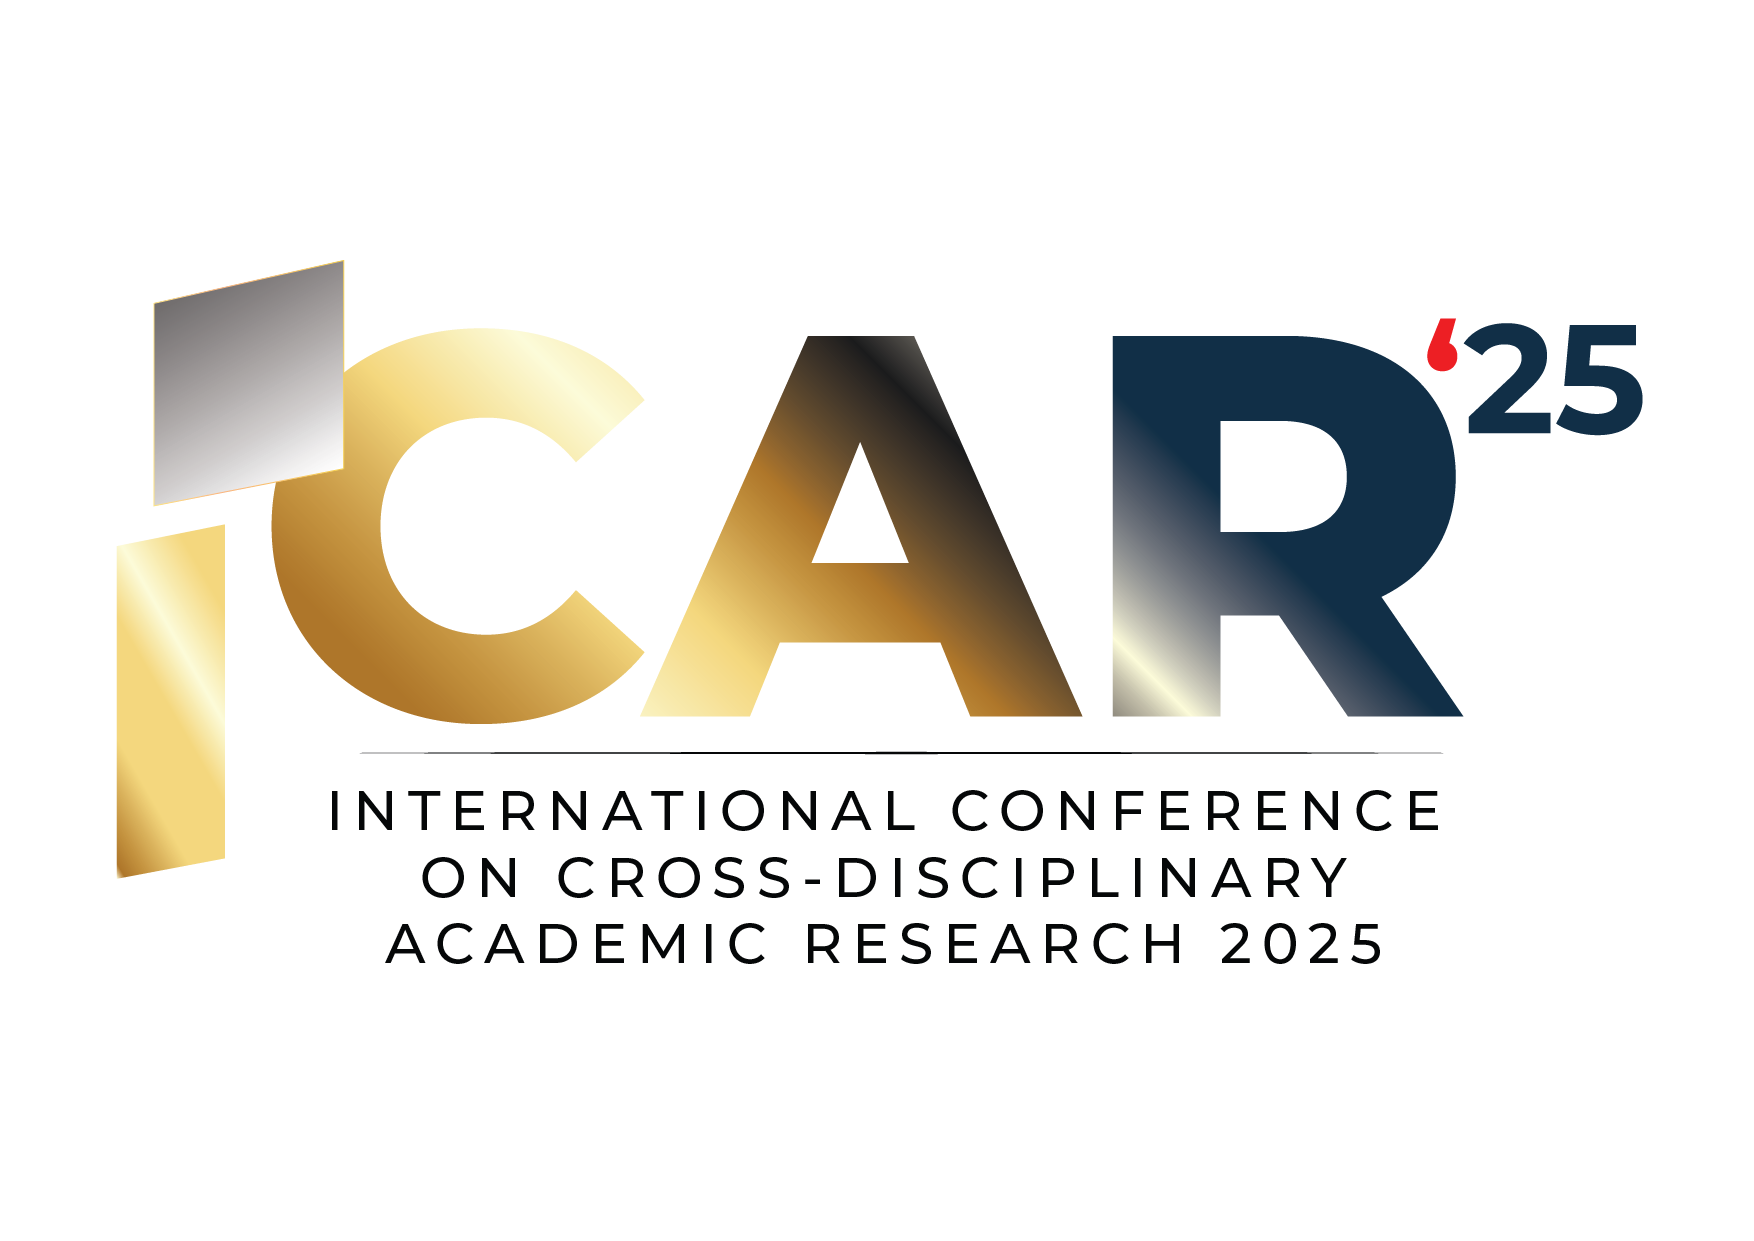 iCAR ‘25
INTERNATIONAL CONFERENCE
ON CROSS-DISCIPLINARY
ACADEMIC RESEARCH 2025